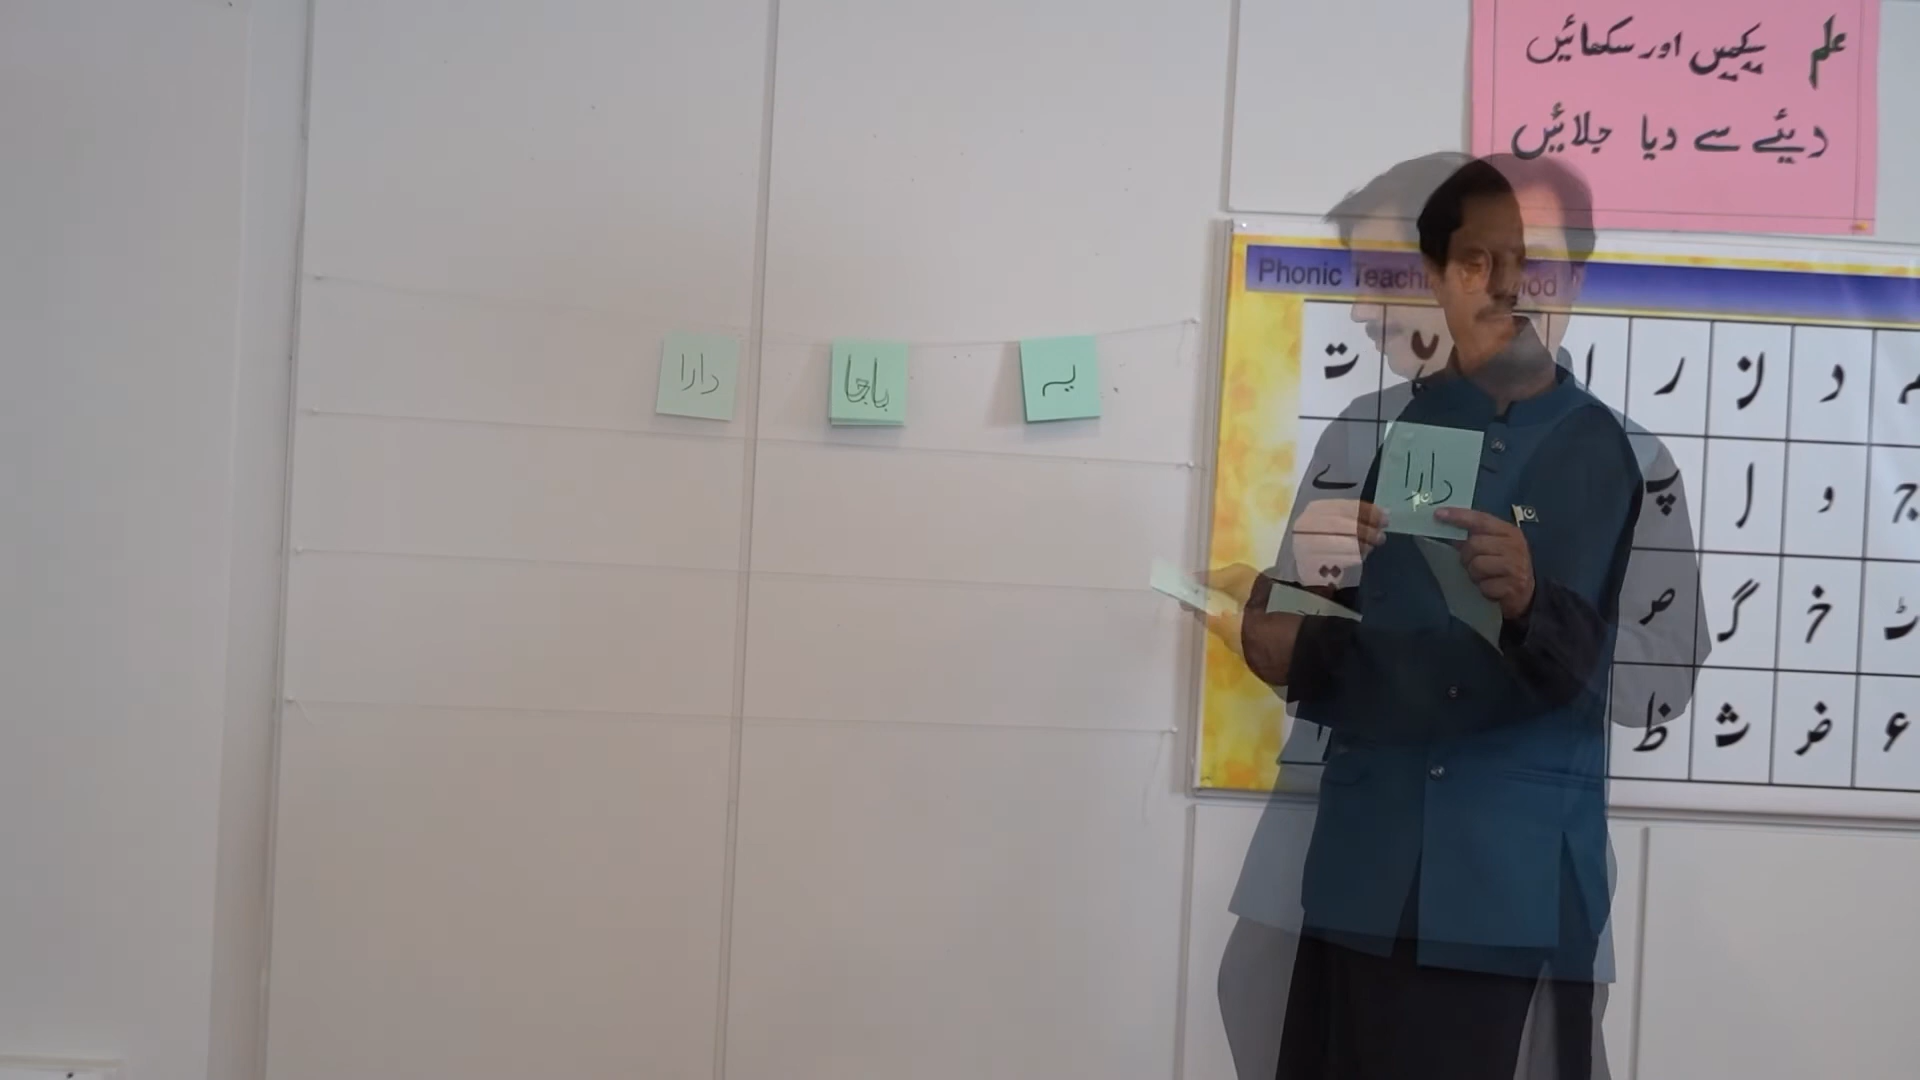 علم سیکھیں اور سکھائیں
دیئے سے دیا جلائیں
Phonic Teach
یہ باجا دارا
دارا
د ن ر ا ت
ج و ا پ ے
ٹ خ گ ص
ء ض ث ظ